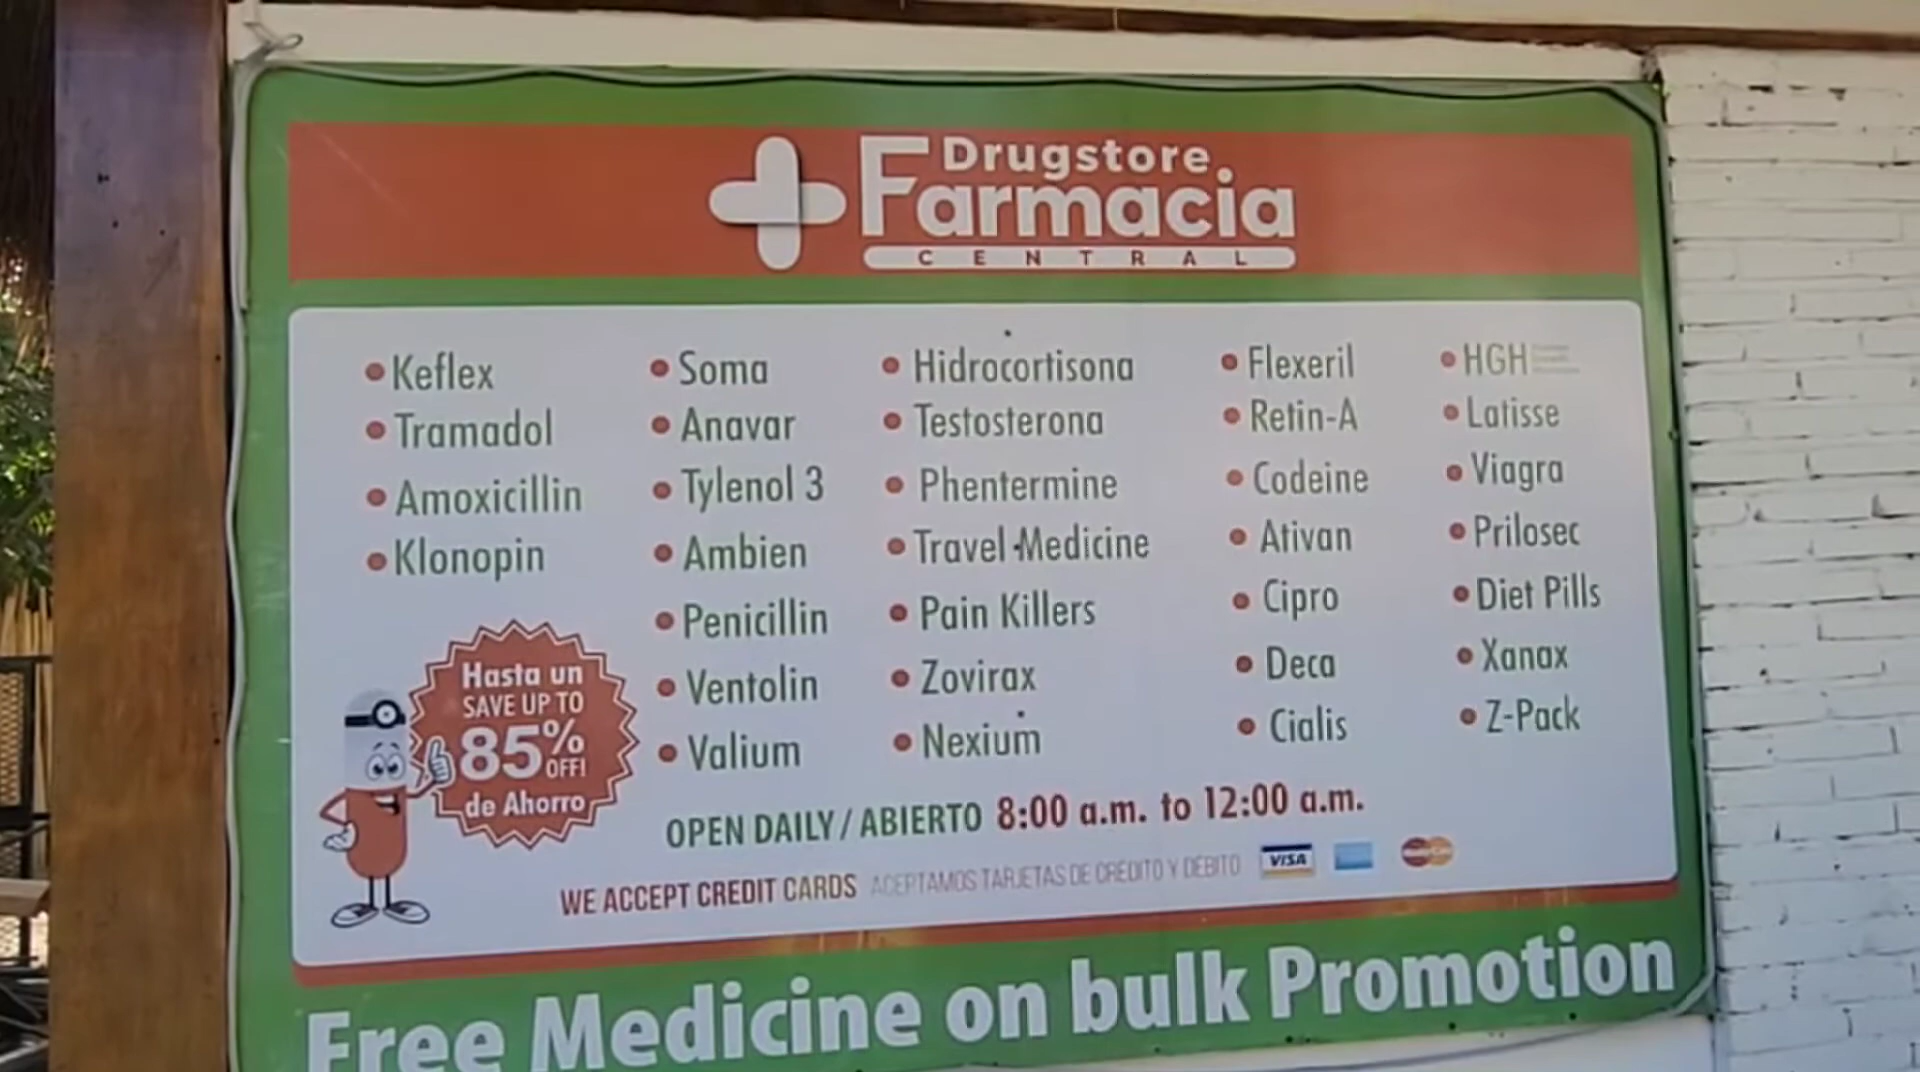 Drugstore
Farmacia
CENTRAL
Keflex
Tramadol
Amoxicillin
Klonopin
Soma
Anavar
Tylenol 3
Ambien
Penicillin
Ventolin
Valium
Hidrocortisona
Testosterona
Phentermine
Travel Medicine
Pain Killers
Zovirax
Nexium
Flexeril
Retin-A
Codeine
Ativan
Cipro
Deca
Cialis
HGH
Latisse
Viagra
Prilosec
Diet Pills
Xanax
Z-Pack
Hasta un
SAVE UP TO
85% OFF!
de Ahorro
OPEN DAILY / ABIERTO 8:00 a.m. to 12:00 a.m.
WE ACCEPT CREDIT CARDS ACEPTAMOS TARJETAS DE CRÉDITO Y DÉBITO VISA MasterCard
Free Medicine on bulk Promotion